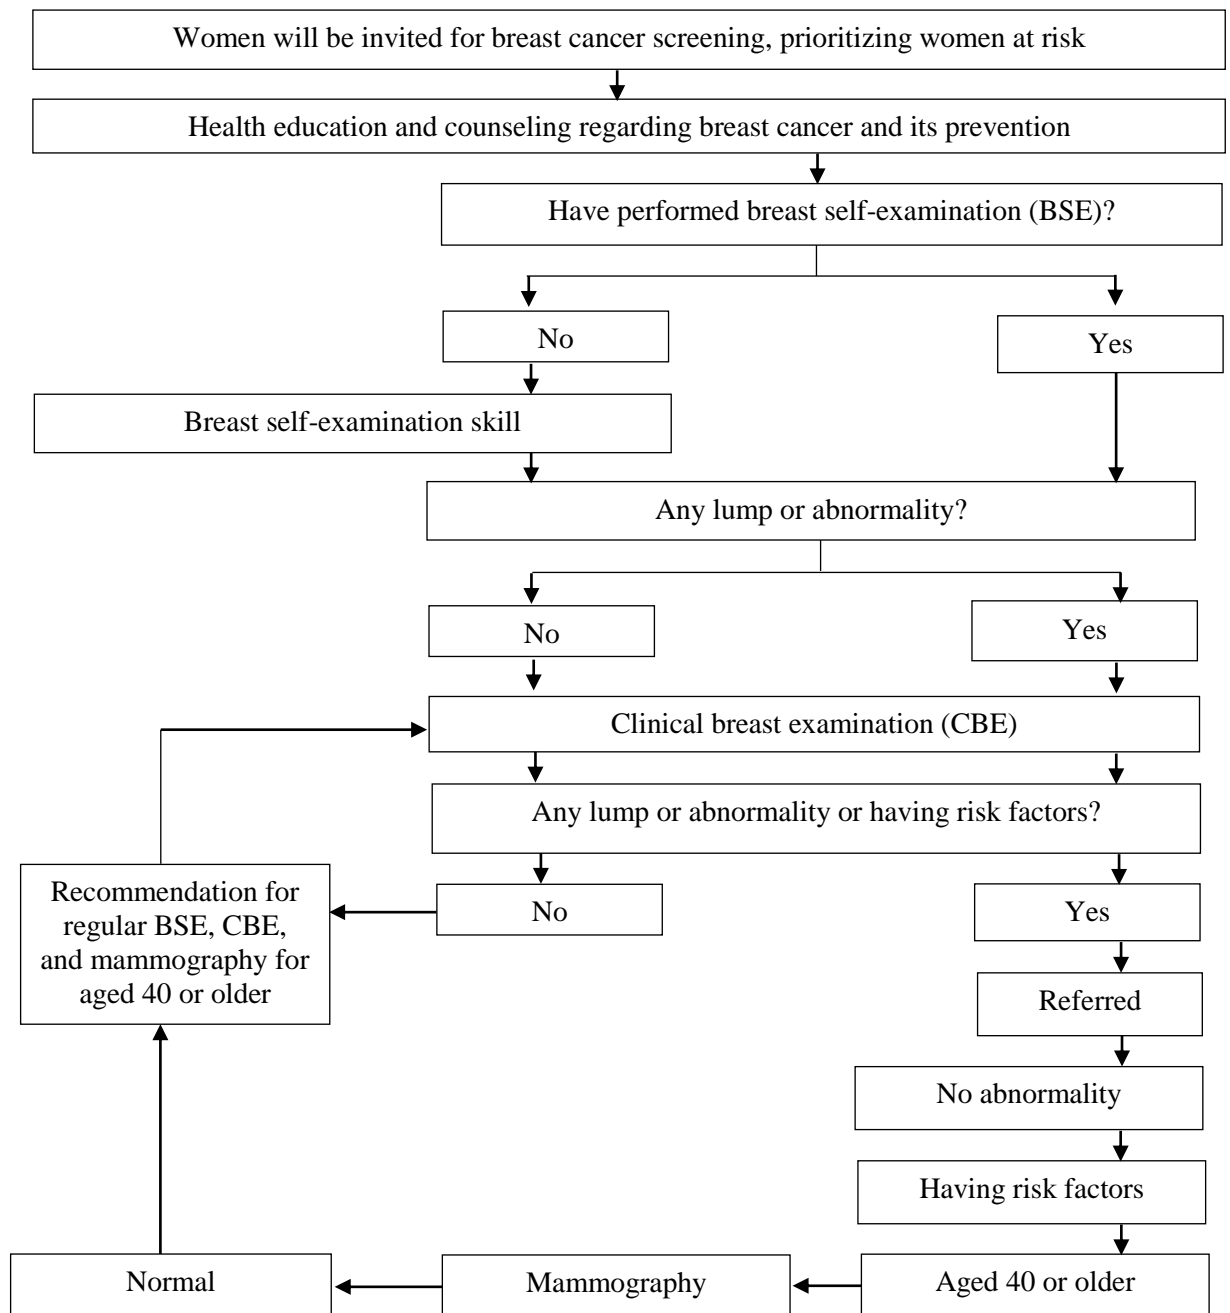 Women will be invited for breast cancer screening, prioritizing women at risk
Health education and counseling regarding breast cancer and its prevention
Have performed breast self-examination (BSE)?
No
Yes
Breast self-examination skill
Any lump or abnormality?
No
Yes
Clinical breast examination (CBE)
Any lump or abnormality or having risk factors?
Recommendation for
regular BSE, CBE,
and mammography for
aged 40 or older
No
Yes
Referred
No abnormality
Having risk factors
Normal
Mammography
Aged 40 or older